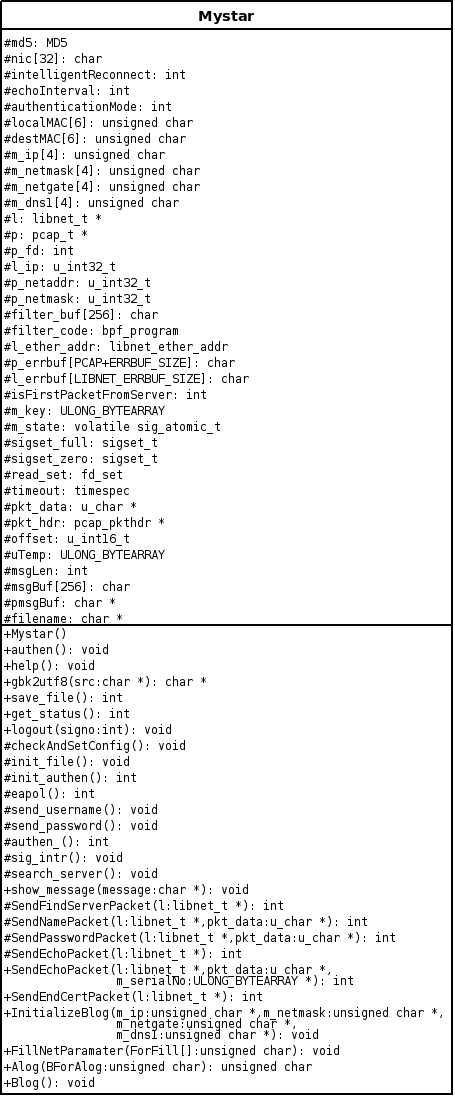 Mystar
#md5: MD5
#nic[32]: char
#intelligentReconnect: int
#echoInterval: int
#authenticationMode: int
#localMAC[6]: unsigned char
#destMAC[6]: unsigned char
#m_ip[4]: unsigned char
#m_netmask[4]: unsigned char
#m_netgate[4]: unsigned char
#m_dns1[4]: unsigned char
#l: libnet_t *
#p: pcap_t *
#p_fd: int
#l_ip: u_int32_t
#p_netaddr: u_int32_t
#p_netmask: u_int32_t
#filter_buf[256]: char
#filter_code: bpf_program
#l_ether_addr: libnet_ether_addr
#p_errbuf[PCAP+ERRBUF_SIZE]: char
#l_errbuf[LIBNET_ERRBUF_SIZE]: char
#isFirstPacketFromServer: int
#m_key: ULONG_BYTEARRAY
#m_state: volatile sig_atomic_t
#sigset_full: sigset_t
#sigset_zero: sigset_t
#read_set: fd_set
#timeout: timespec
#pkt_data: u_char *
#pkt_hdr: pcap_pkthdr *
#offset: u_int16_t
#uTemp: ULONG_BYTEARRAY
#msgLen: int
#msgBuf[256]: char
#pmsgBuf: char *
#filename: char *
+Mystar()
+authen(): void
+help(): void
+gbk2utf8(src:char *): char *
+save_file(): int
+get_status(): int
+logout(signo:int): void
#checkAndSetConfig(): void
#init_file(): void
#init_authen(): int
#eapol(): int
#send_username(): void
#send_password(): void
#authen_(): int
#sig_intr(): void
#search_server(): void
+show_message(message:char *): void
#SendFindServerPacket(l:libnet_t *): int
#SendNamePacket(l:libnet_t *,pkt_data:u_char *): int
#SendPasswordPacket(l:libnet_t *,pkt_data:u_char *): int
#SendEchoPacket(l:libnet_t *): int
+SendEchoPacket(l:libnet_t *,pkt_data:u_char *,
m_serialNo:ULONG_BYTEARRAY *): int
+SendEndCertPacket(l:libnet_t *): int
+InitializeBlog(m_ip:unsigned char *,m_netmask:unsigned char *,
m_netgate:unsigned char *,
m_dns1:unsigned char *): void
+FillNetParamater(ForFill[]:unsigned char): void
+Alog(BForAlog:unsigned char): unsigned char
+Blog(): void